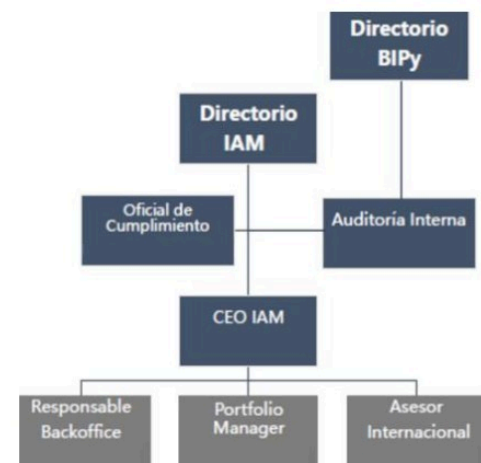 Directorio
BIPy
Directorio
IAM
Oficial de
Cumplimiento
Auditoría Interna
CEO IAM
Responsable
Backoffice
Portfolio
Manager
Asesor
Internacional